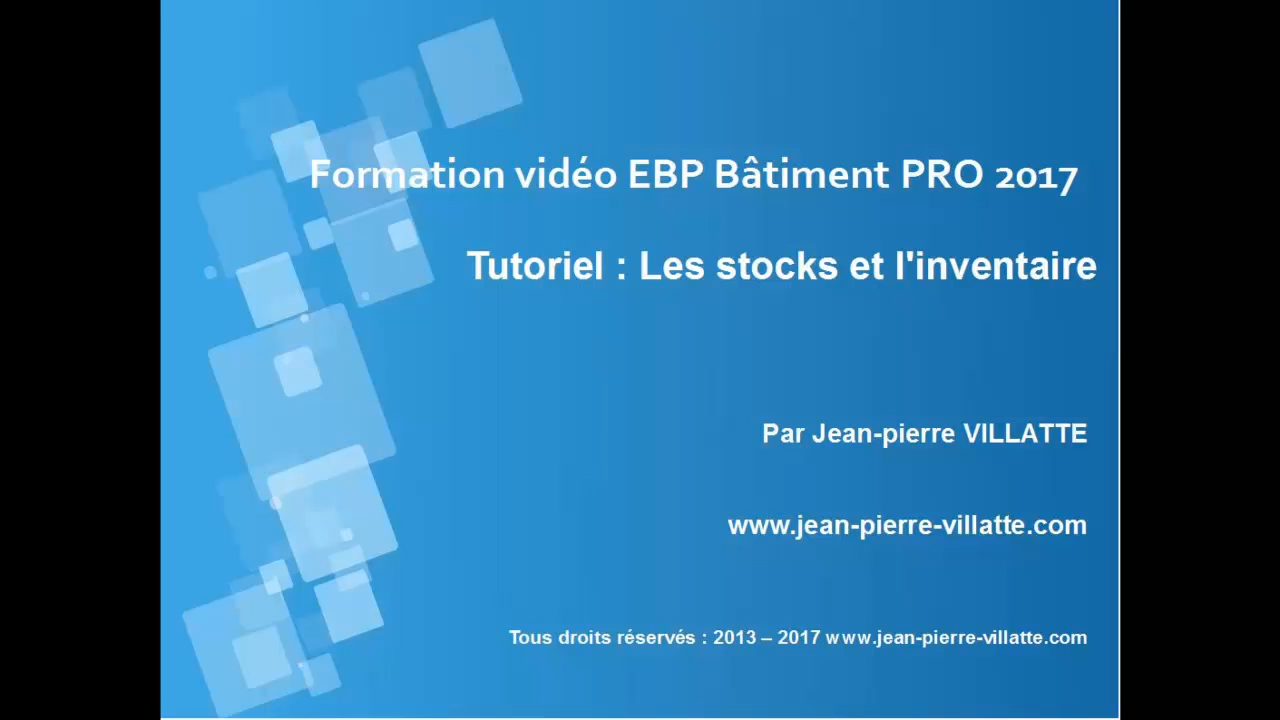 Formation vidéo EBP Bâtiment PRO 2017
Tutoriel : Les stocks et l'inventaire
Par Jean-pierre VILLATTE
www.jean-pierre-villatte.com
Tous droits réservés : 2013 – 2017 www.jean-pierre-villatte.com